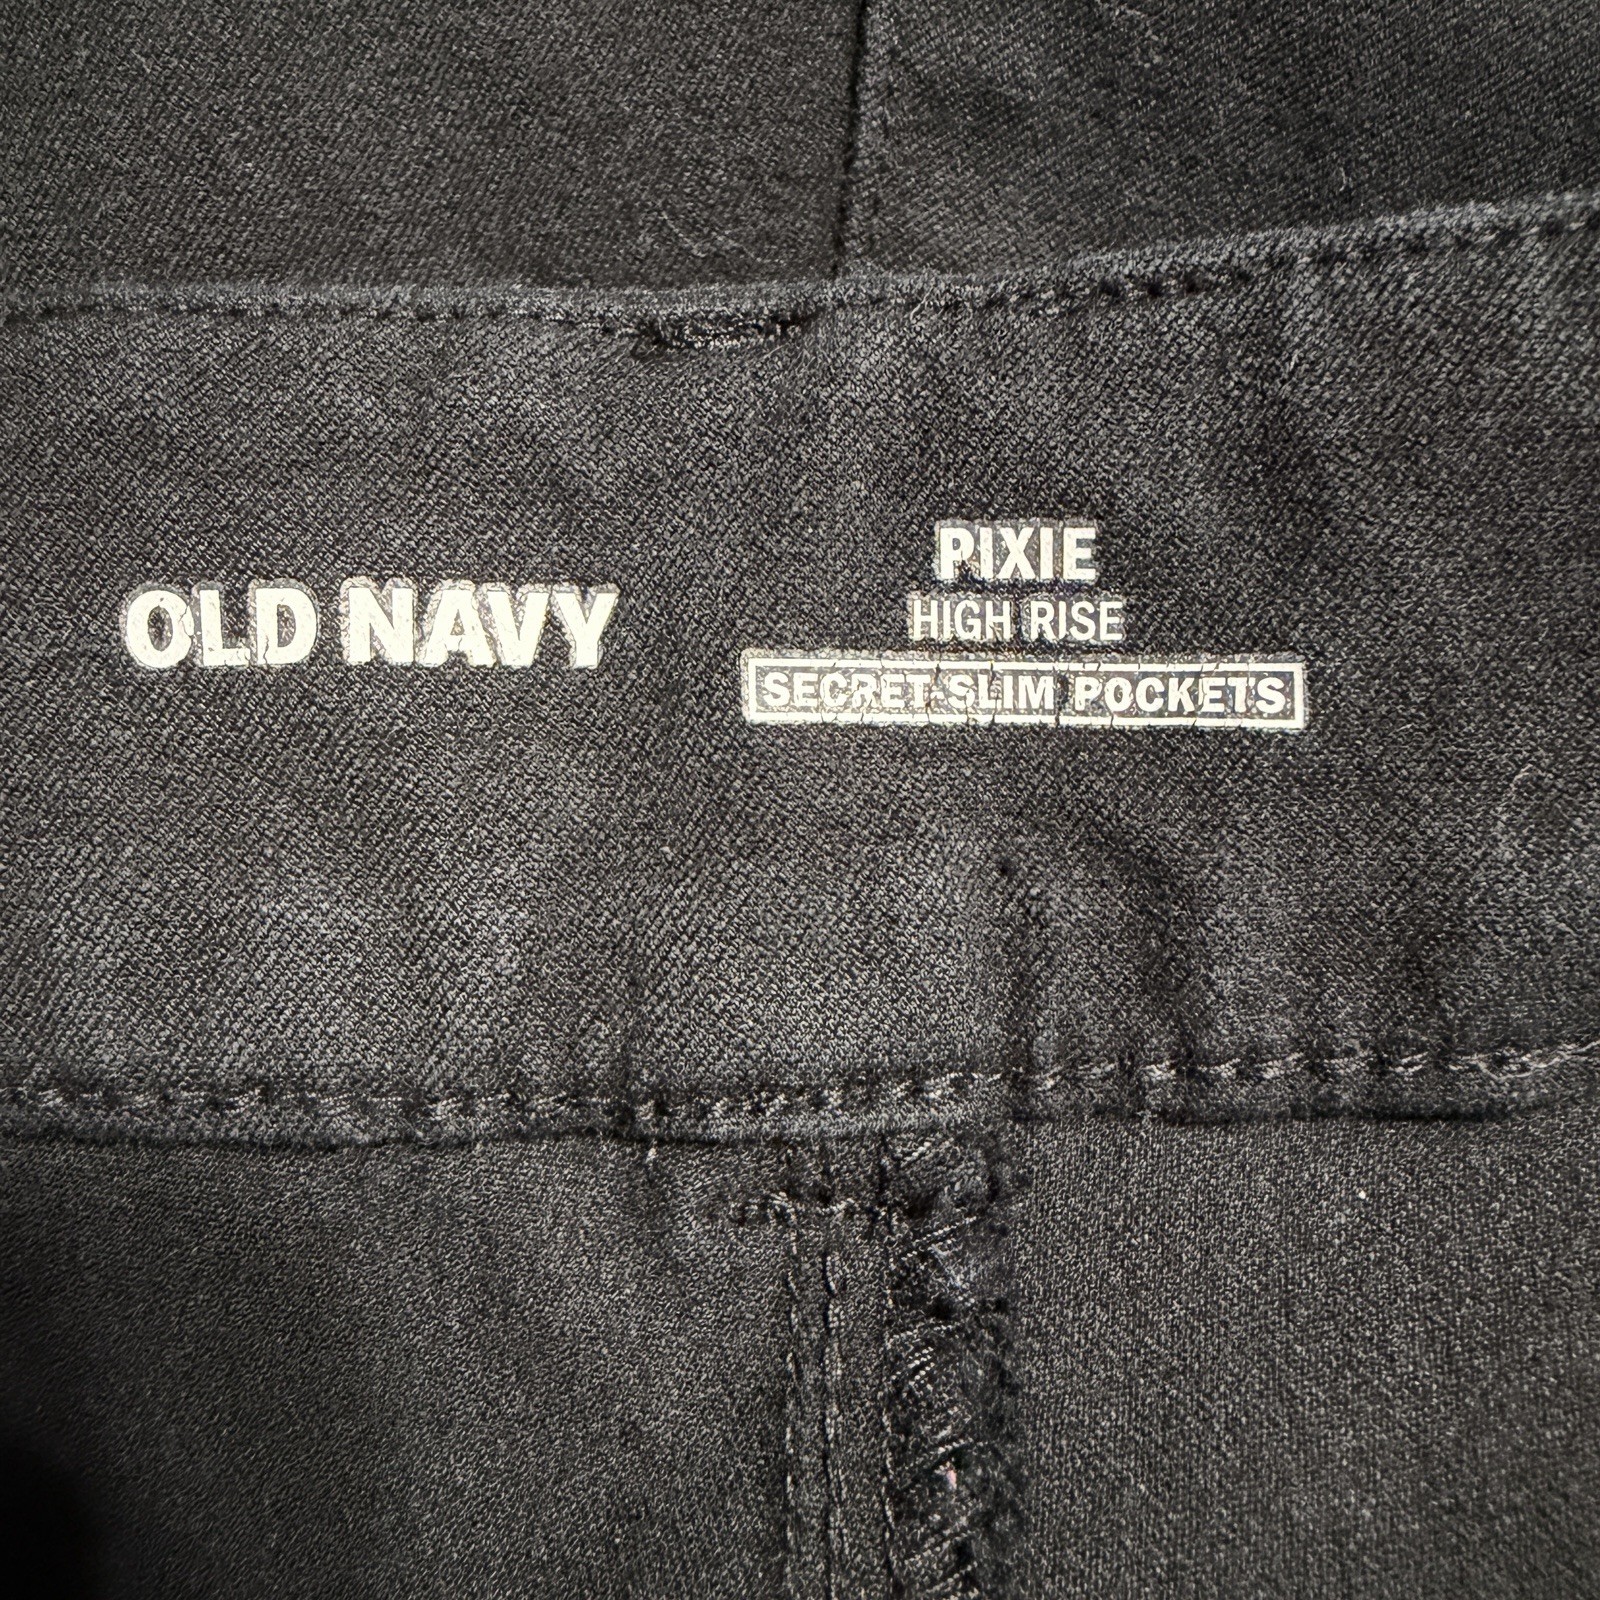 OLD NAVY
PIXIE
HIGH RISE
SECRET-SLIM POCKETS